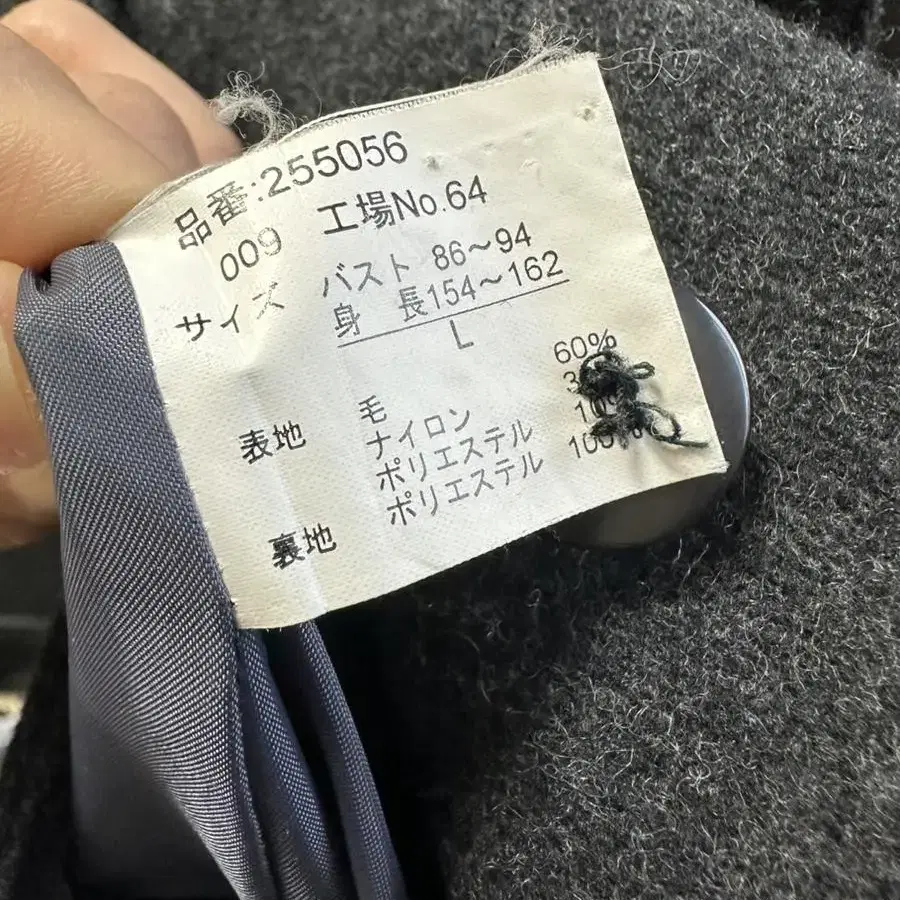 品番:255056
009 工場No.64
サイズ バスト 86～94
身 長154～162
L
表地 毛 60%
ナイロン
ポリエステル 10%
裏地 ポリエステル 100%